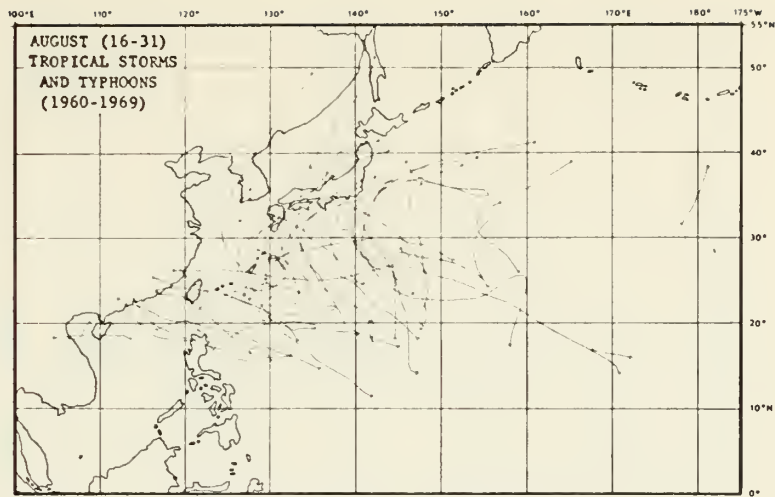 100°E 110° 120° 130° 140° 150° 160° 170°E 180° 175°W
55°N
AUGUST (16-31)
TROPICAL STORMS
AND TYPHOONS
(1960-1969)
50°
40°
30°
20°
10°N
0°